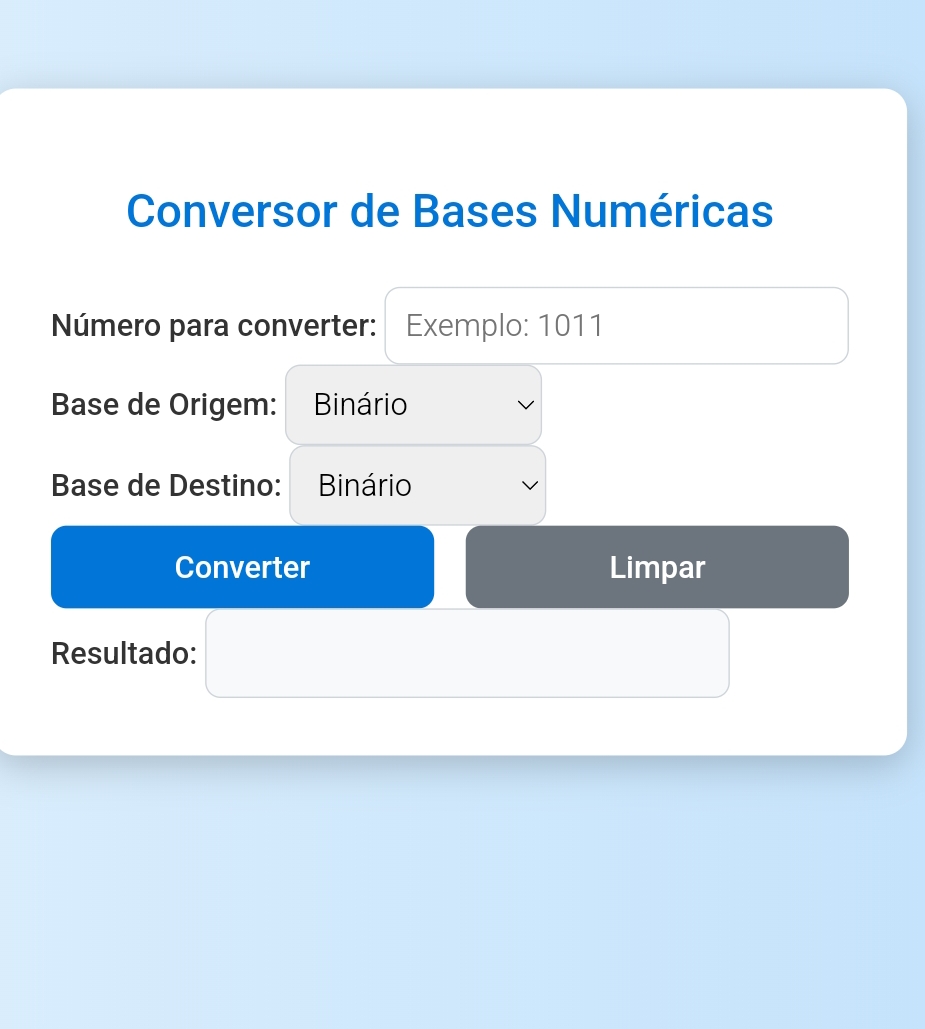 Conversor de Bases Numéricas
Número para converter: Exemplo: 1011
Base de Origem: Binário
Base de Destino: Binário
Converter Limpar
Resultado: